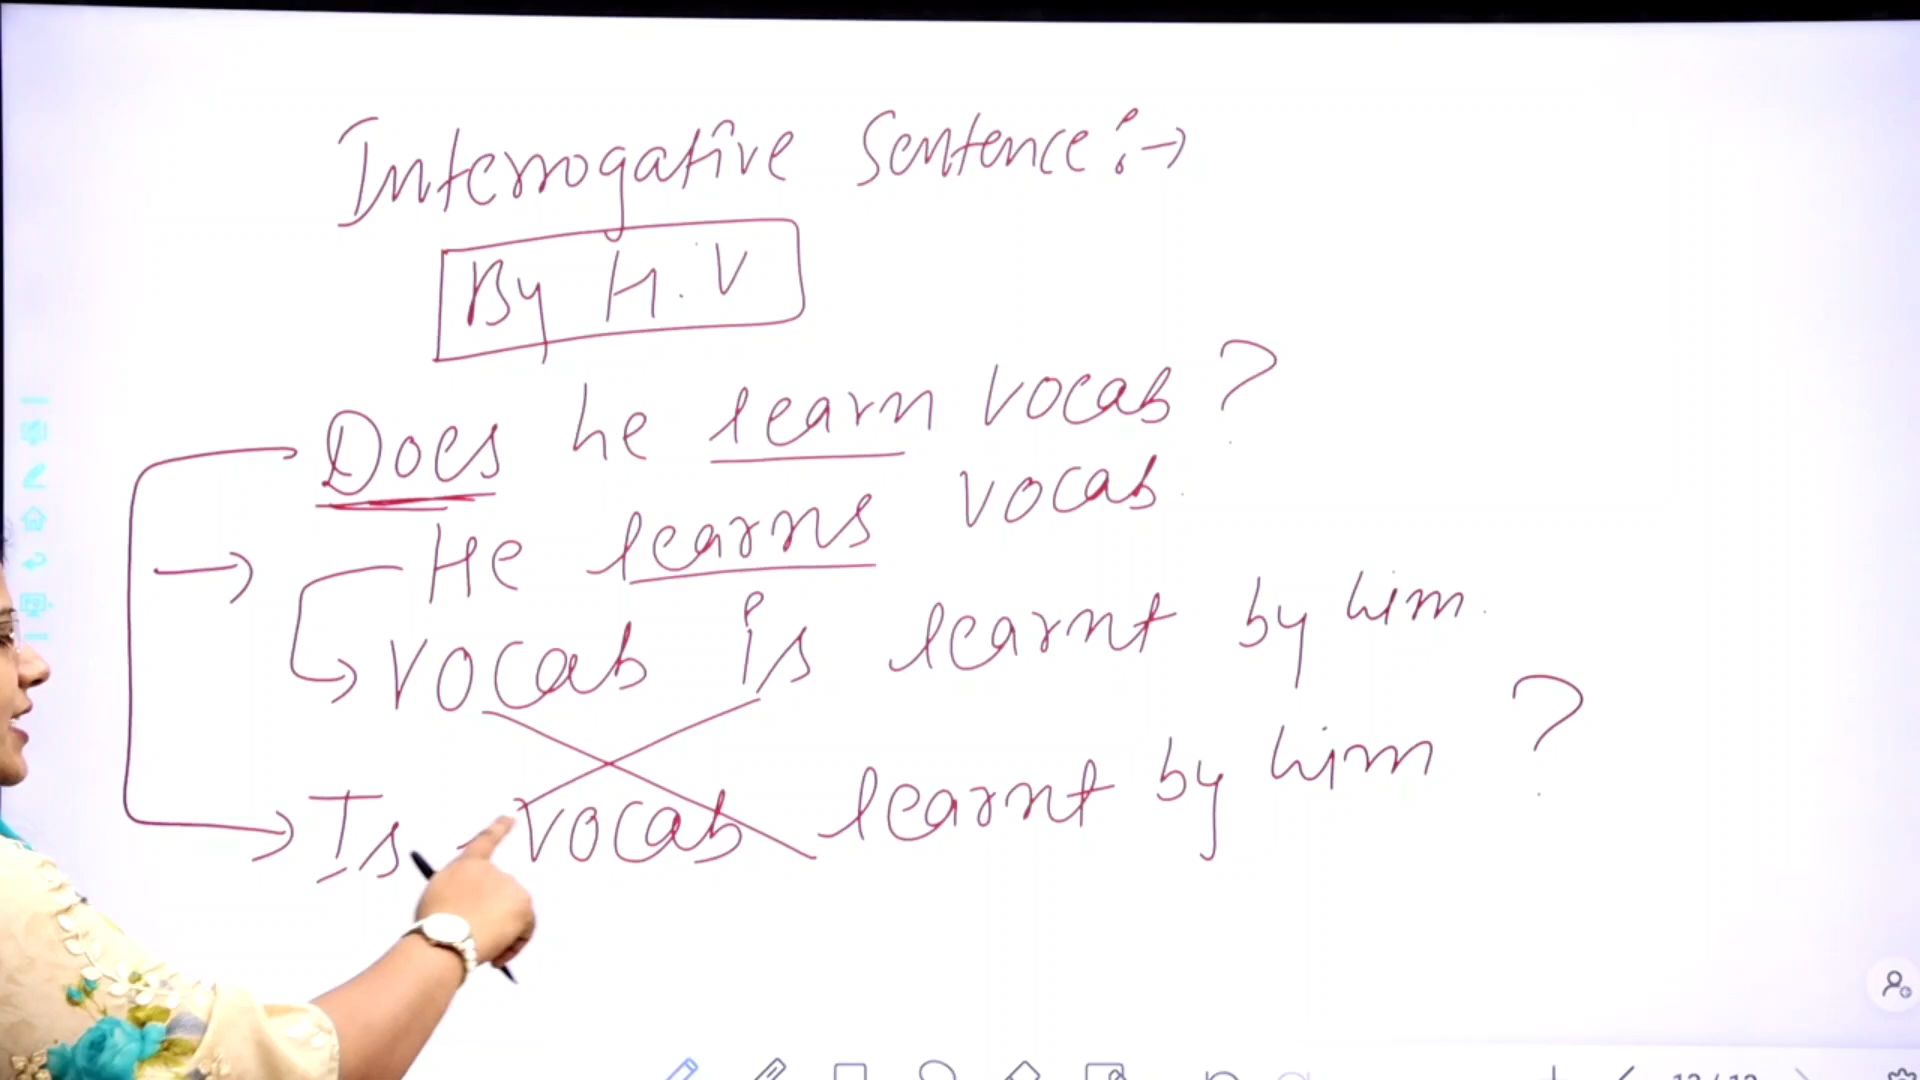 Interrogative Sentence :→
By H.V
Does he learn vocab?
→ He learns vocab.
→ vocab is learnt by him.
→ Is vocab learnt by him?